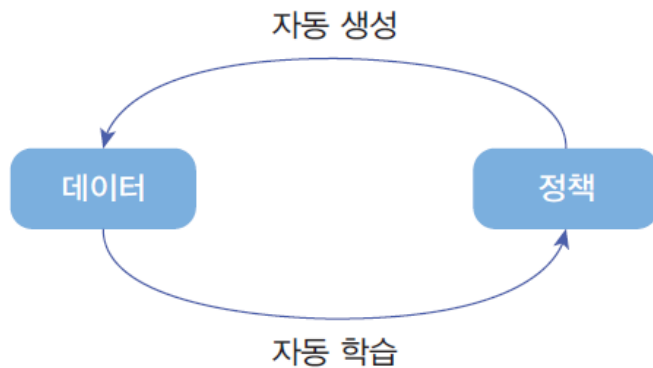 자동 생성
데이터
정책
자동 학습